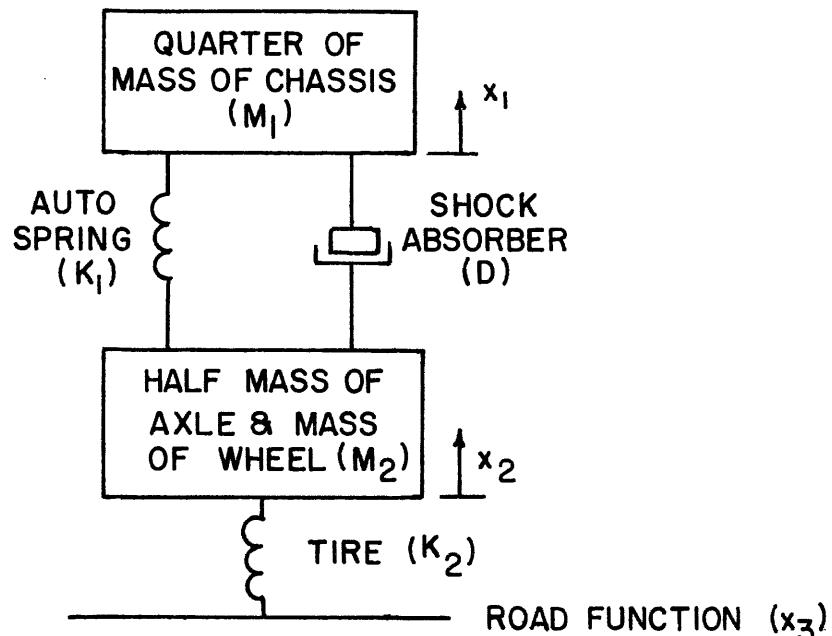 QUARTER OF
MASS OF CHASSIS
(M₁)
x₁
AUTO
SPRING
(K₁)
SHOCK
ABSORBER
(D)
HALF MASS OF
AXLE & MASS
OF WHEEL (M₂)
x₂
TIRE (K₂)
ROAD FUNCTION (x₃)